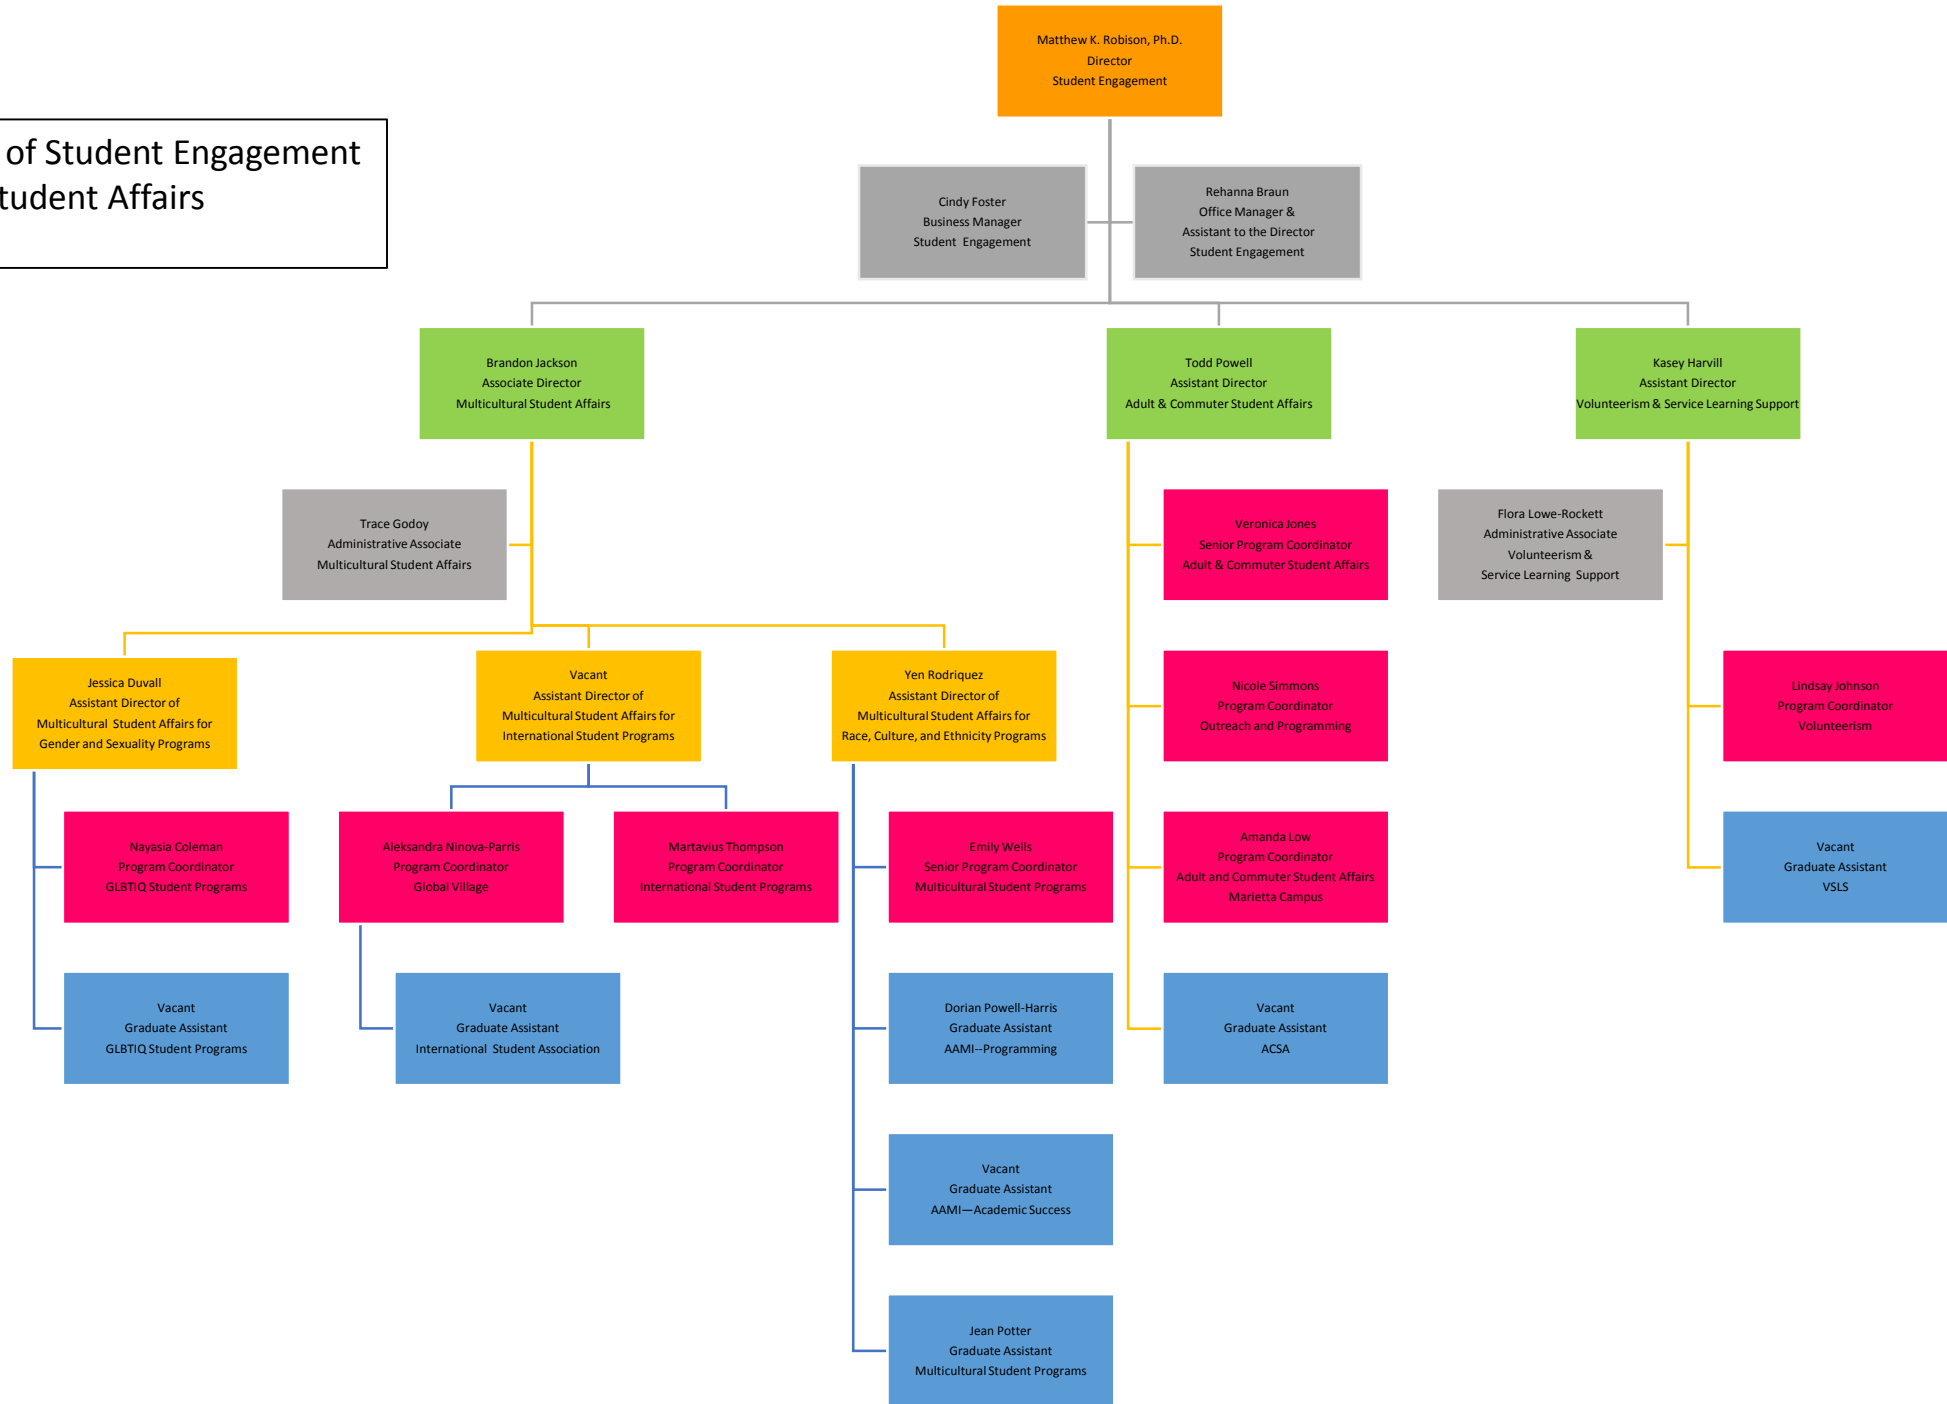 Matthew K. Robison, Ph.D.
Director
Student Engagement
of Student Engagement
tudent Affairs
Cindy Foster
Business Manager
Student Engagement
Rehanna Braun
Office Manager &
Assistant to the Director
Student Engagement
Brandon Jackson
Associate Director
Multicultural Student Affairs
Todd Powell
Assistant Director
Adult & Commuter Student Affairs
Kasey Harvill
Assistant Director
Volunteerism & Service Learning Support
Trace Godoy
Administrative Associate
Multicultural Student Affairs
Veronica Jones
Senior Program Coordinator
Adult & Commuter Student Affairs
Flora Lowe-Rockett
Administrative Associate
Volunteerism &
Service Learning Support
Jessica Duvall
Assistant Director of
Multicultural Student Affairs for
Gender and Sexuality Programs
Vacant
Assistant Director of
Multicultural Student Affairs for
International Student Programs
Yen Rodriquez
Assistant Director of
Multicultural Student Affairs for
Race, Culture, and Ethnicity Programs
Nicole Simmons
Program Coordinator
Outreach and Programming
Lindsay Johnson
Program Coordinator
Volunteerism
Nayasia Coleman
Program Coordinator
GLBTIQ Student Programs
Aleksandra Ninova-Parris
Program Coordinator
Global Village
Martavius Thompson
Program Coordinator
International Student Programs
Emily Wells
Senior Program Coordinator
Multicultural Student Programs
Amanda Low
Program Coordinator
Adult and Commuter Student Affairs
Marietta Campus
Vacant
Graduate Assistant
VSLS
Vacant
Graduate Assistant
GLBTIQ Student Programs
Vacant
Graduate Assistant
International Student Association
Dorian Powell-Harris
Graduate Assistant
AAMI--Programming
Vacant
Graduate Assistant
ACSA
Vacant
Graduate Assistant
AAMI—Academic Success
Jean Potter
Graduate Assistant
Multicultural Student Programs